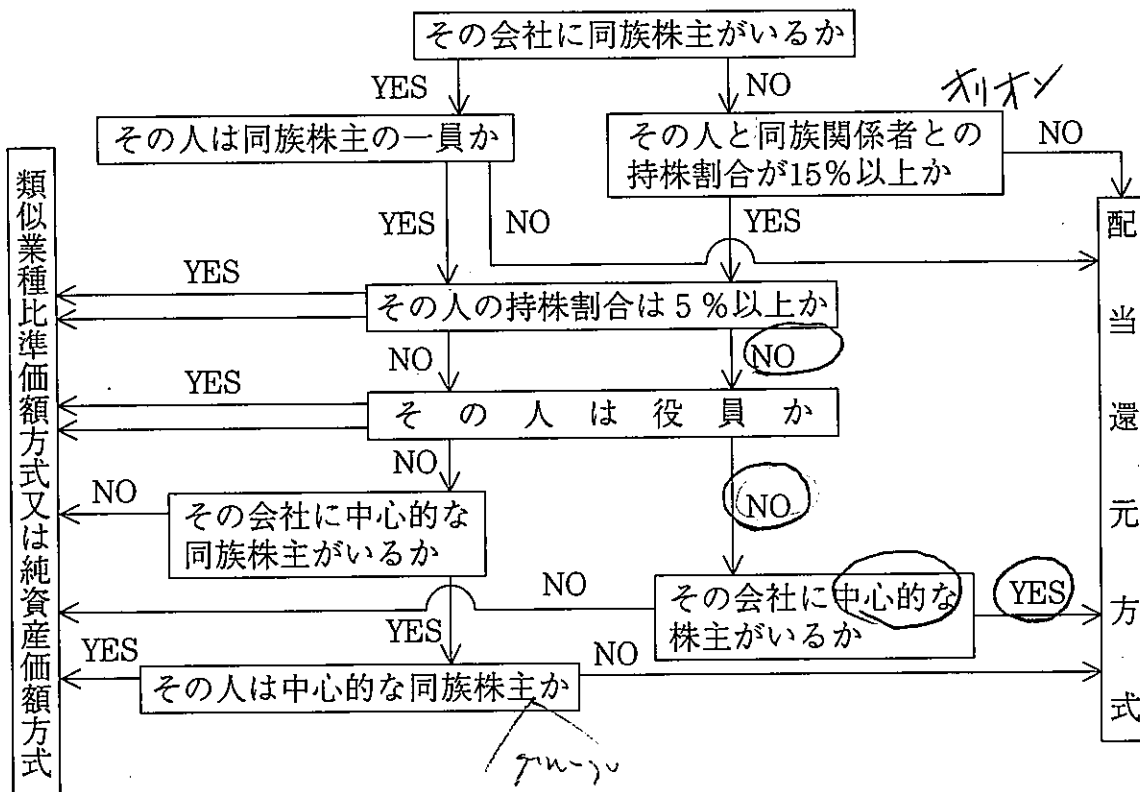 その会社に同族株主がいるか
YES
NO
オリオン
その人は同族株主の一員か
その人と同族関係者との
持株割合が15%以上か
NO
YES
NO
YES
YES
その人の持株割合は5%以上か
NO
NO
YES
その人は役員か
NO
NO
NO
その会社に中心的な
同族株主がいるか
NO
その会社に中心的な
株主がいるか
YES
YES
YES
NO
その人は中心的な同族株主か
類似業種比準価額方式又は純資産価額方式
配当還元方式